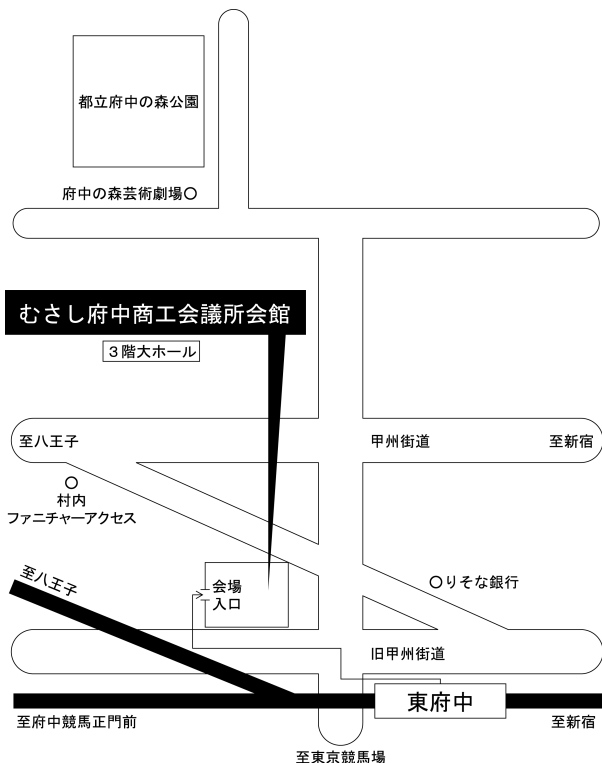 都立府中の森公園
府中の森芸術劇場
むさし府中商工会議所会館
３階大ホール
至八王子
甲州街道
至新宿
村内
ファニチャーアクセス
至八王子
会場
入口
りそな銀行
旧甲州街道
東府中
至府中競馬正門前
至新宿
至東京競馬場